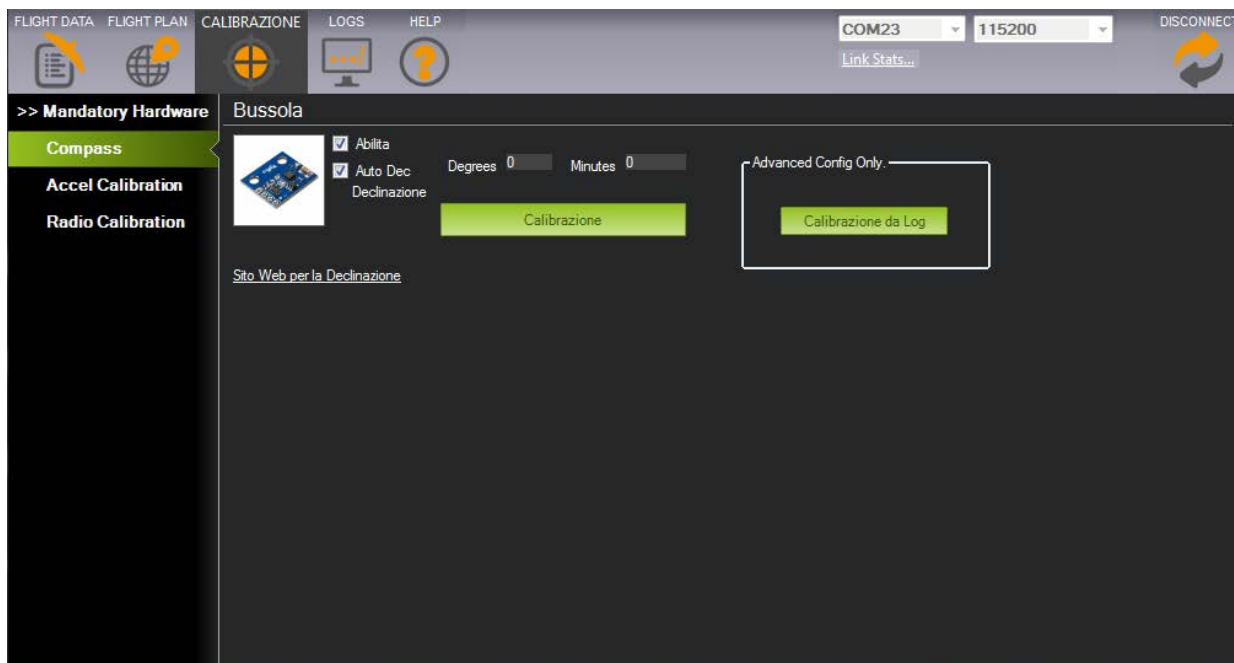 FLIGHT DATA FLIGHT PLAN CALIBRAZIONE LOGS HELP
COM23 115200 DISCONNECT
Link Stats...
>> Mandatory Hardware
Compass
Accel Calibration
Radio Calibration
Bussola
Abilita
Auto Dec
Declinazione
Degrees 0 Minutes 0
Calibrazione
Advanced Config Only.
Calibrazione da Log
Sito Web per la Declinazione